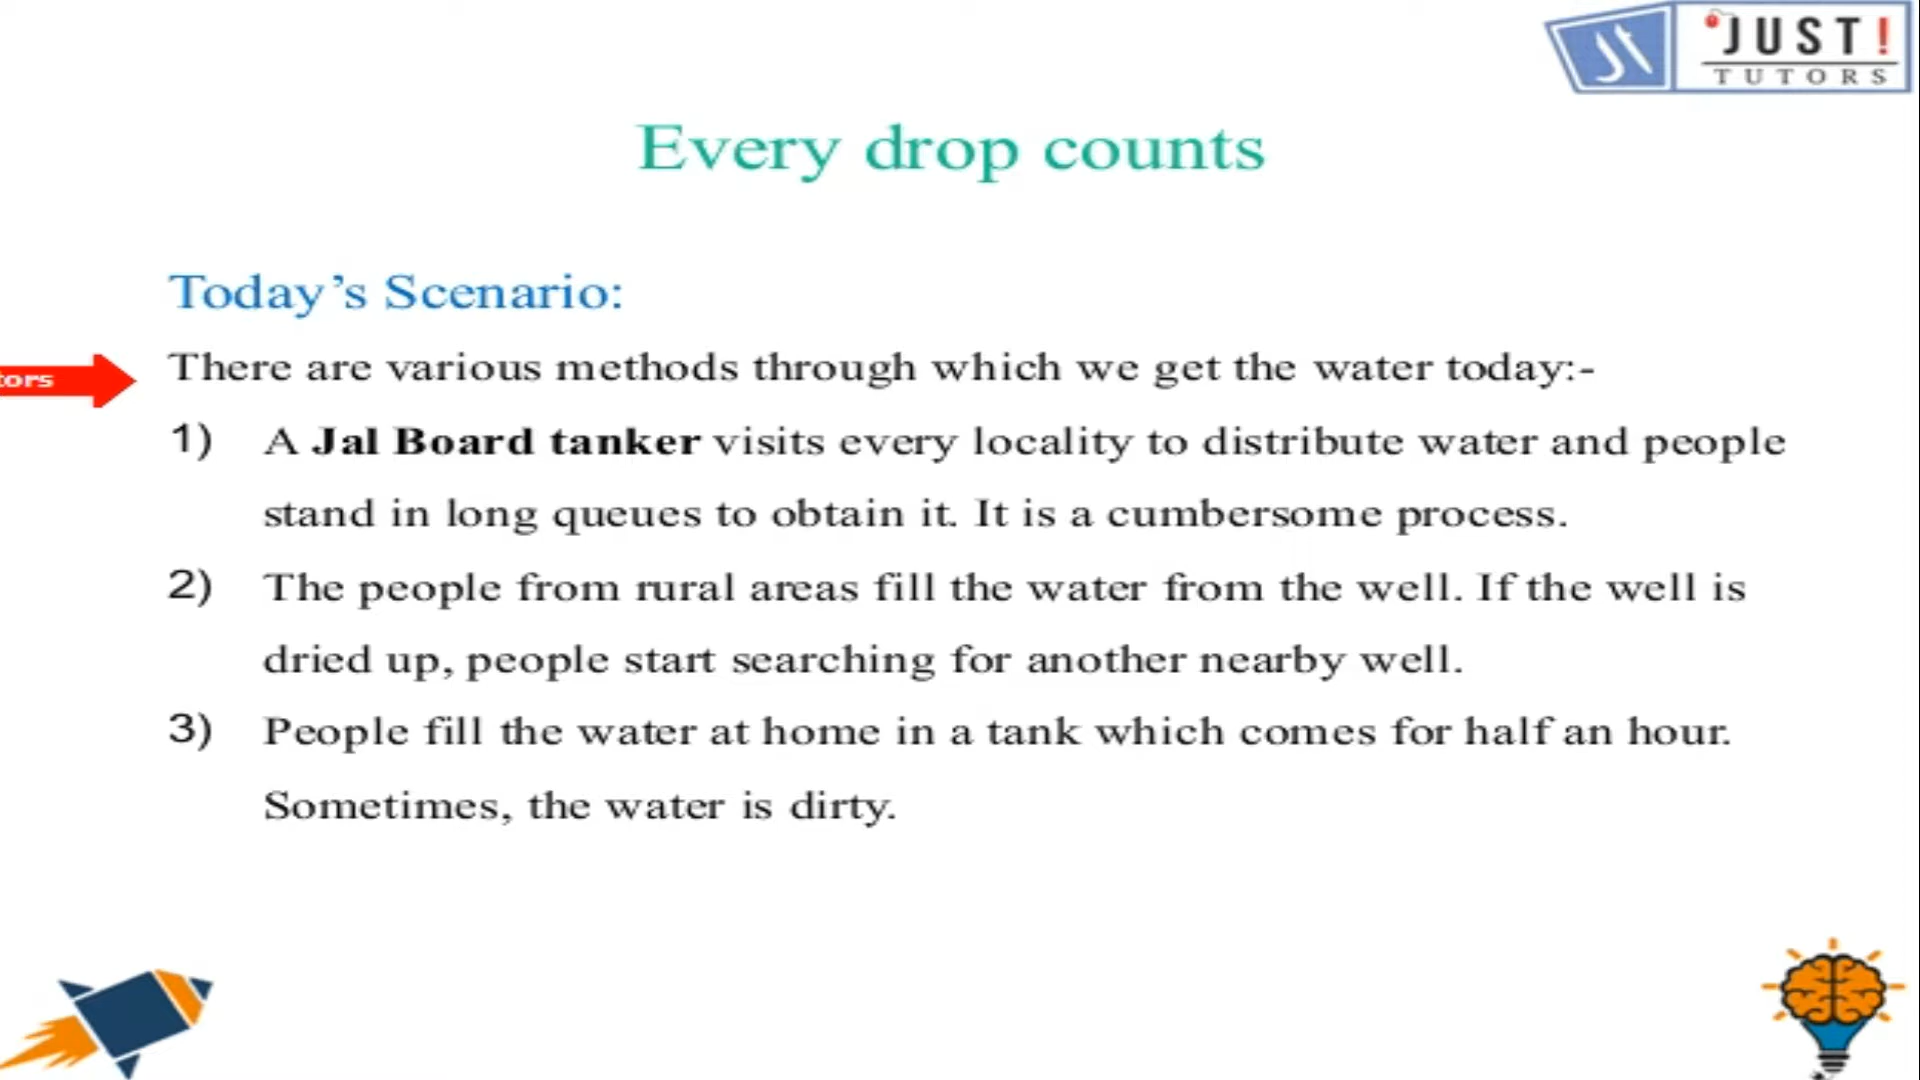 JUST!
TUTORS
Every drop counts
Today's Scenario:
tors
There are various methods through which we get the water today:-
1) A Jal Board tanker visits every locality to distribute water and people
stand in long queues to obtain it. It is a cumbersome process.
2) The people from rural areas fill the water from the well. If the well is
dried up, people start searching for another nearby well.
3) People fill the water at home in a tank which comes for half an hour.
Sometimes, the water is dirty.